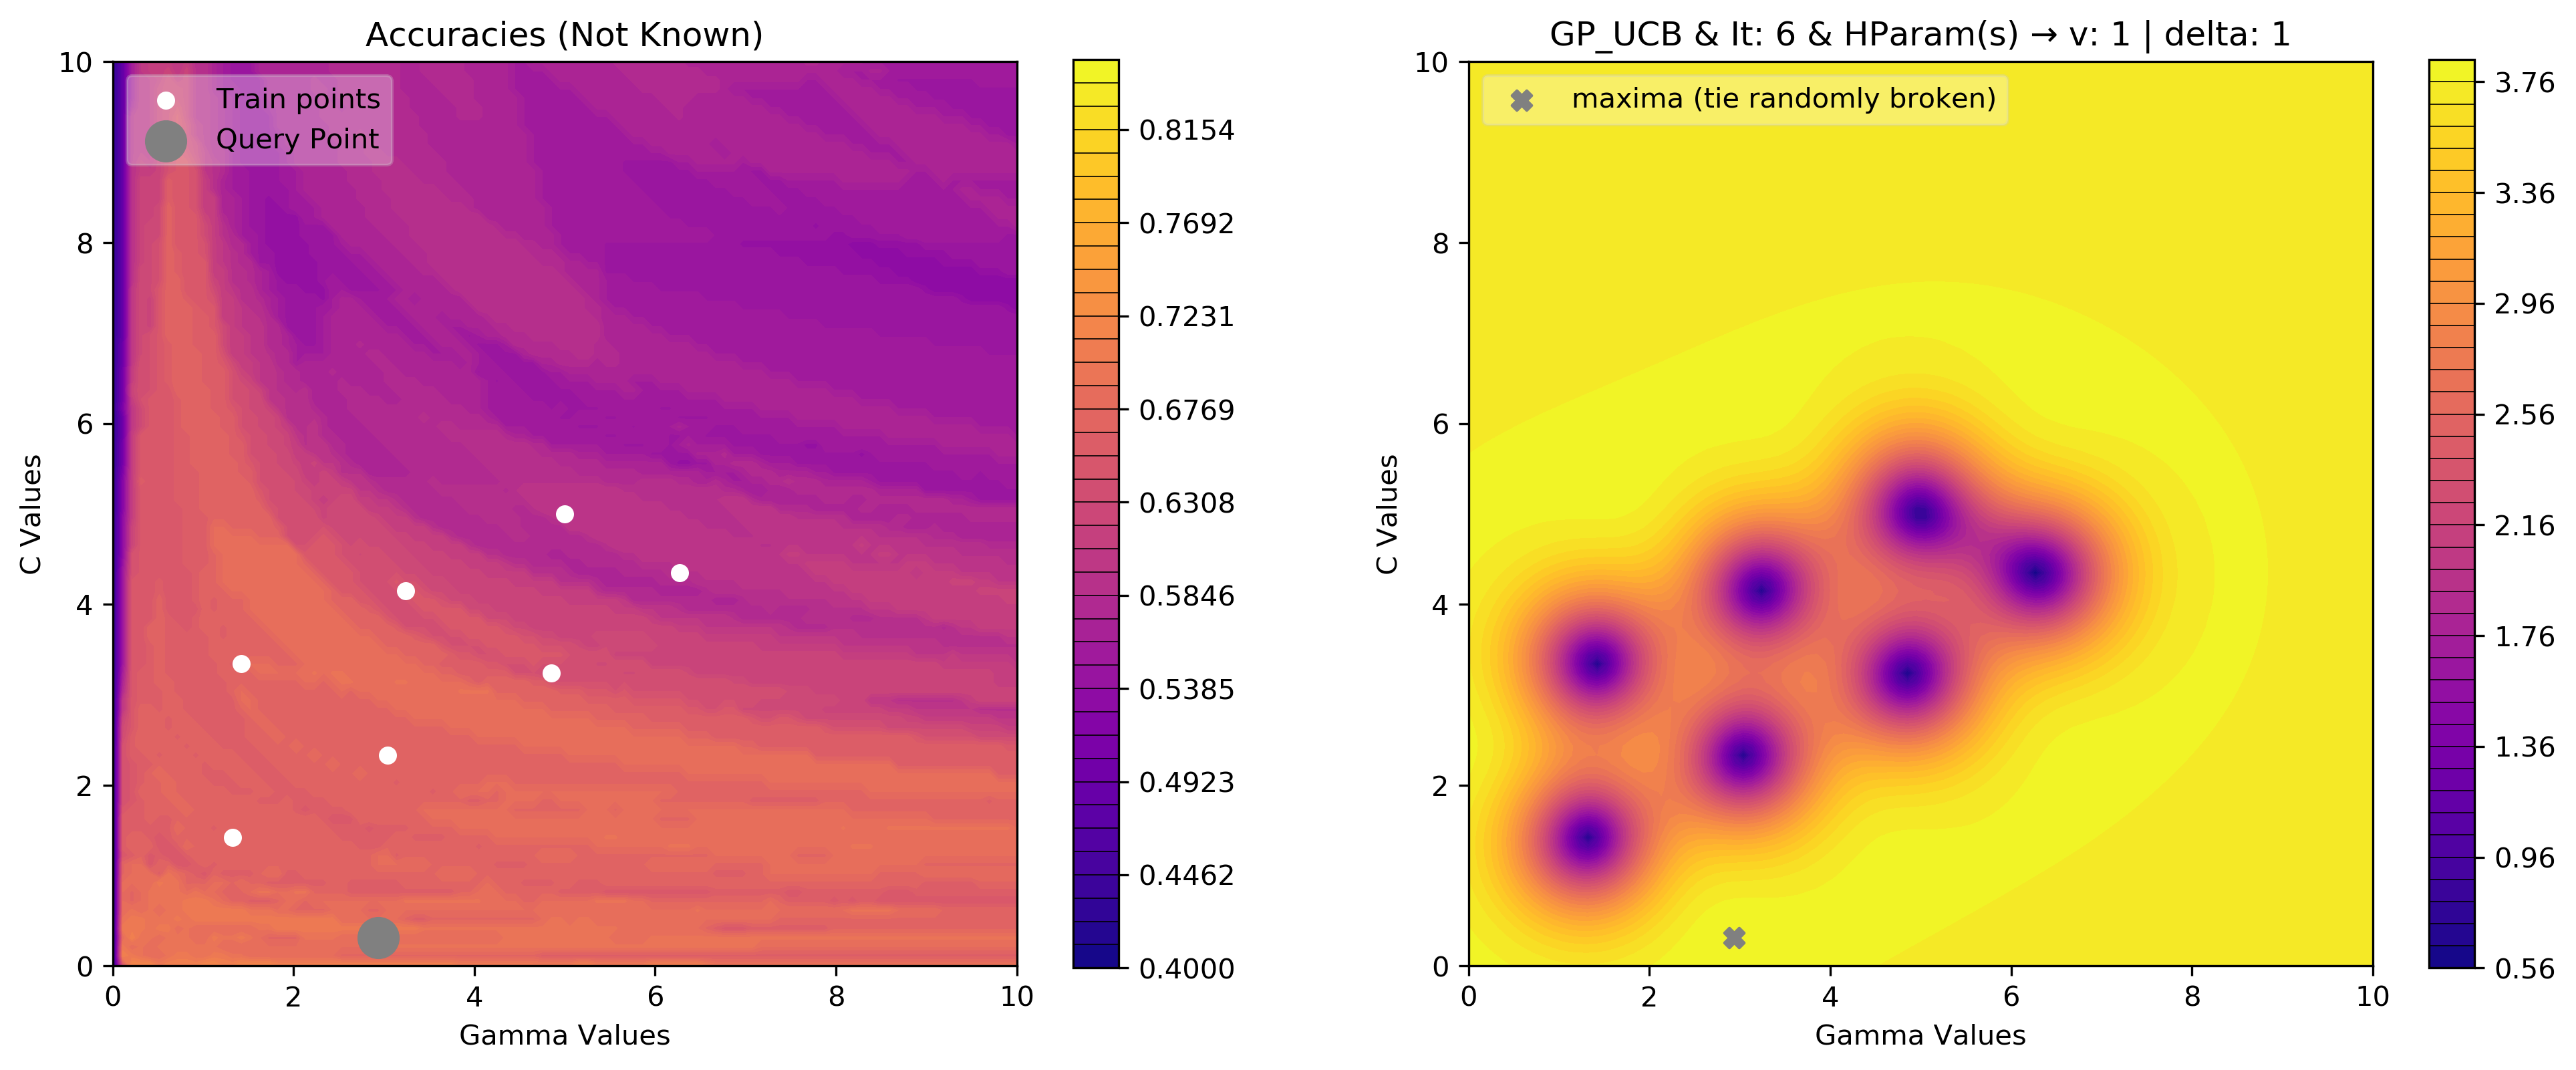 Accuracies (Not Known)
Train points
Query Point
10
8
6
4
2
0
C Values
0 2 4 6 8 10
Gamma Values
0.8154
0.7692
0.7231
0.6769
0.6308
0.5846
0.5385
0.4923
0.4462
0.4000
GP_UCB & It: 6 & HParam(s) → v: 1 | delta: 1
maxima (tie randomly broken)
10
8
6
4
2
0
C Values
0 2 4 6 8 10
Gamma Values
3.76
3.36
2.96
2.56
2.16
1.76
1.36
0.96
0.56